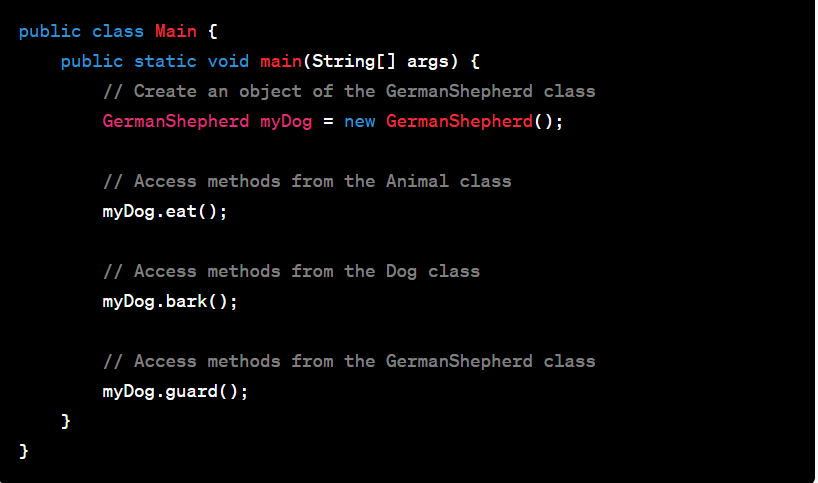 public class Main {
    public static void main(String[] args) {
        // Create an object of the GermanShepherd class
        GermanShepherd myDog = new GermanShepherd();
        // Access methods from the Animal class
        myDog.eat();
        // Access methods from the Dog class
        myDog.bark();
        // Access methods from the GermanShepherd class
        myDog.guard();
    }
}